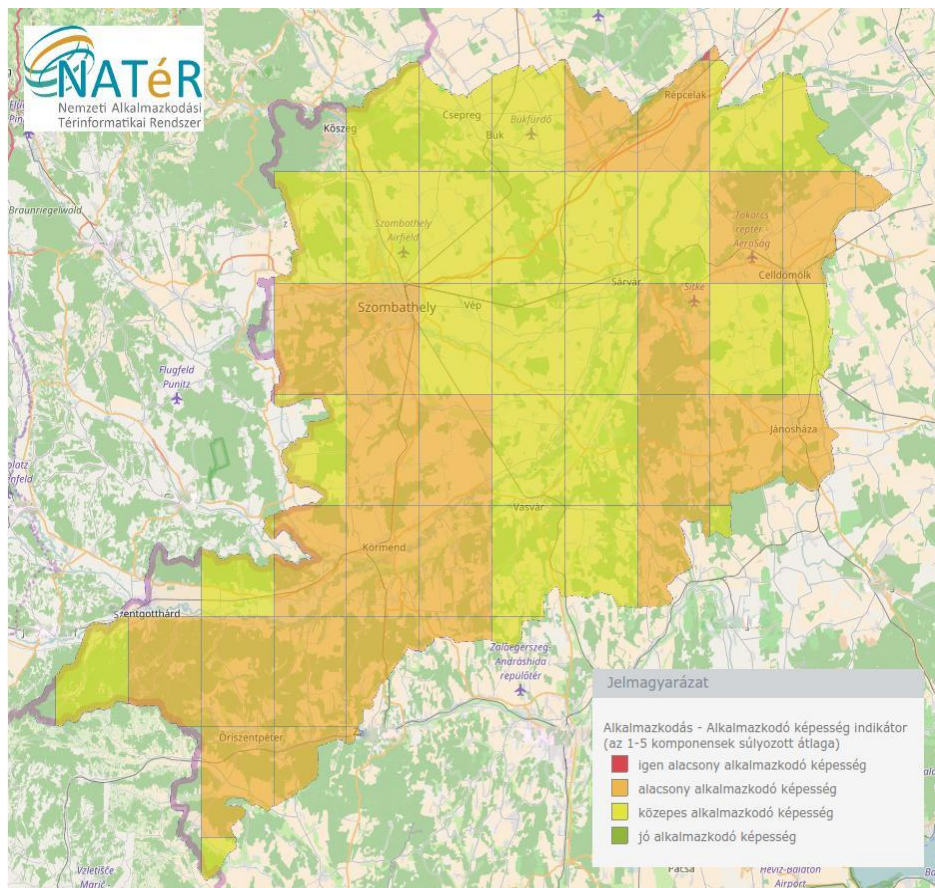 NATéR
Nemzeti Alkalmazkodási
Térinformatikai Rendszer
Répcelak
Csepreg
Bükfürdő
Bük
Kőszeg
Braunriegelwald
Szombathely
Airfield
Tokorcs
reptér -
AeroSág
Celldömölk
Sárvár
Sitke
Szombathely
Vép
Flugfeld
Punitz
Jánosháza
Vasvár
Körmend
Szentgotthárd
Zalaegerszeg-
Andráshida
repülőtér
Őriszentpéter
Jelmagyarázat
Alkalmazkodás - Alkalmazkodó képesség indikátor
(az 1-5 komponensek súlyozott átlaga)
igen alacsony alkalmazkodó képesség
alacsony alkalmazkodó képesség
közepes alkalmazkodó képesség
jó alkalmazkodó képesség
Pacsa
Vzletišče
Hévíz-Balaton
Airport